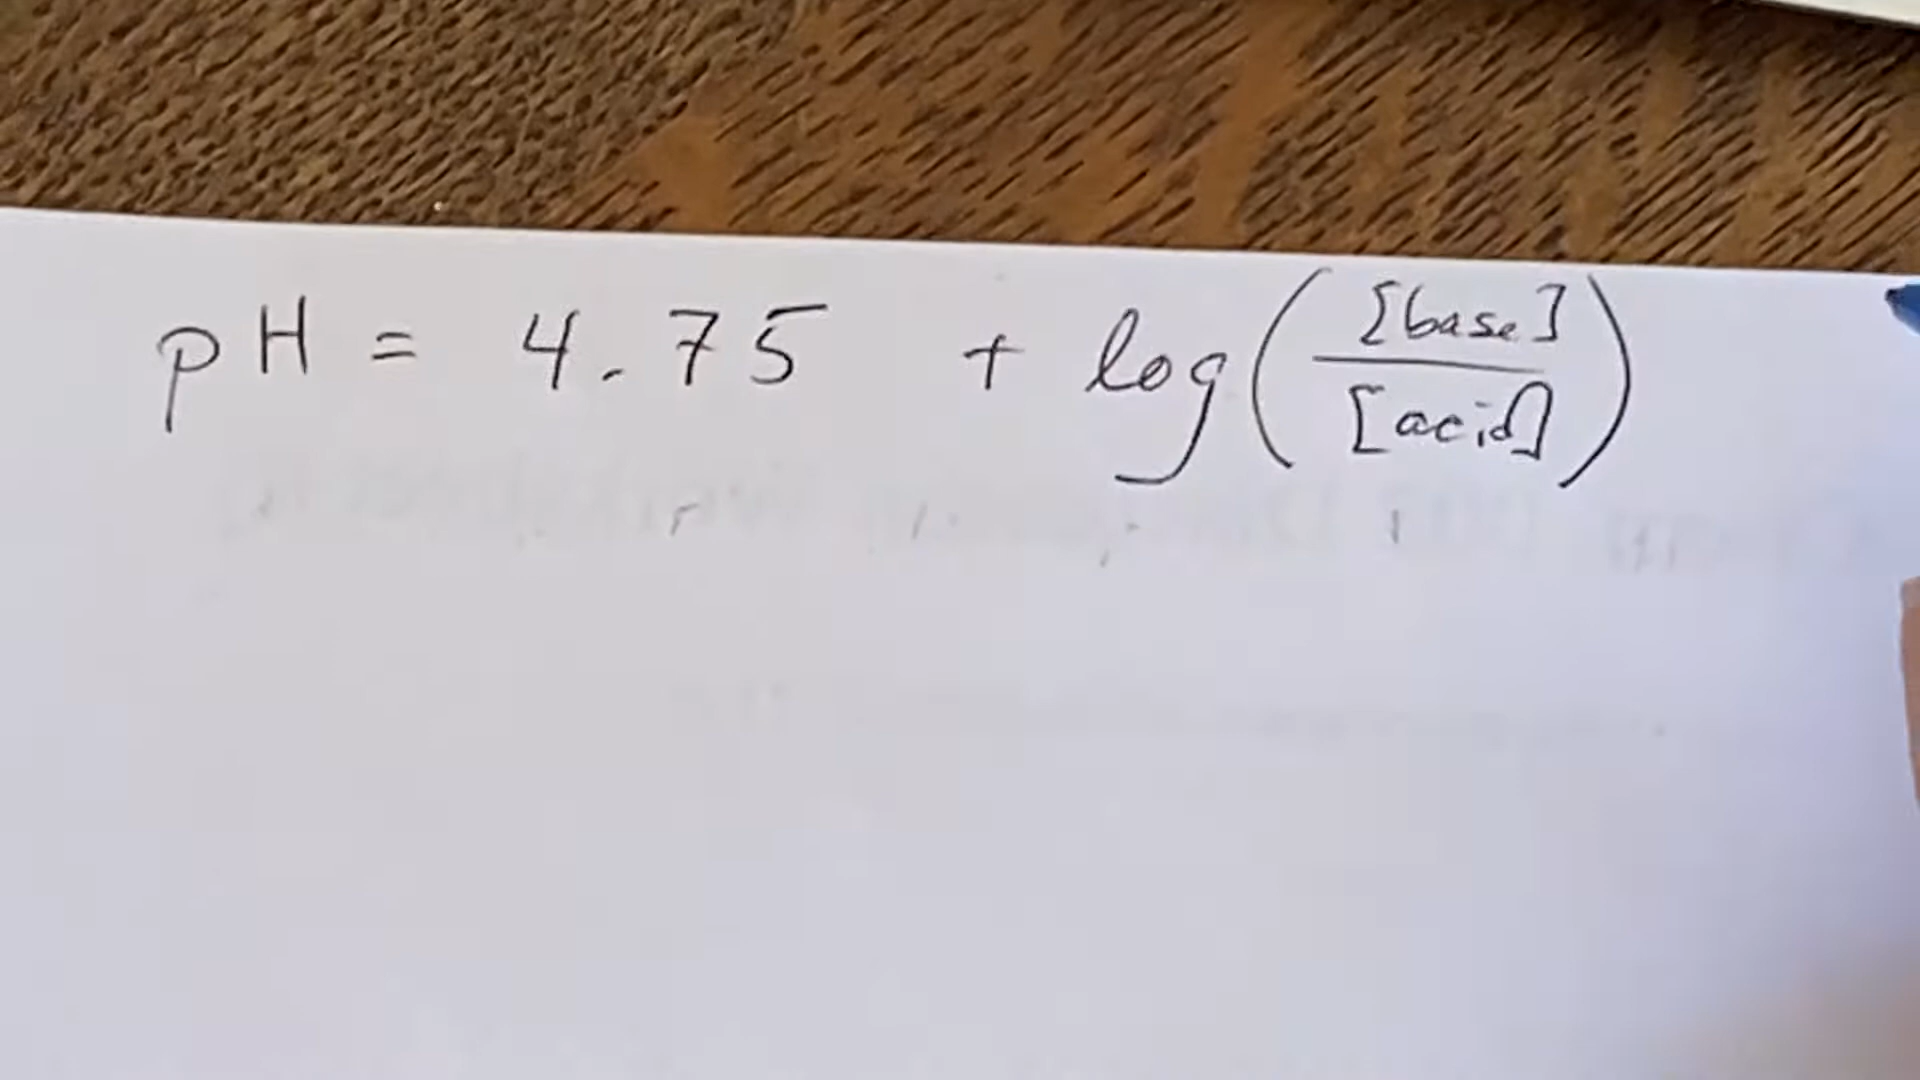 pH = 4.75 + log([base]/[acid])